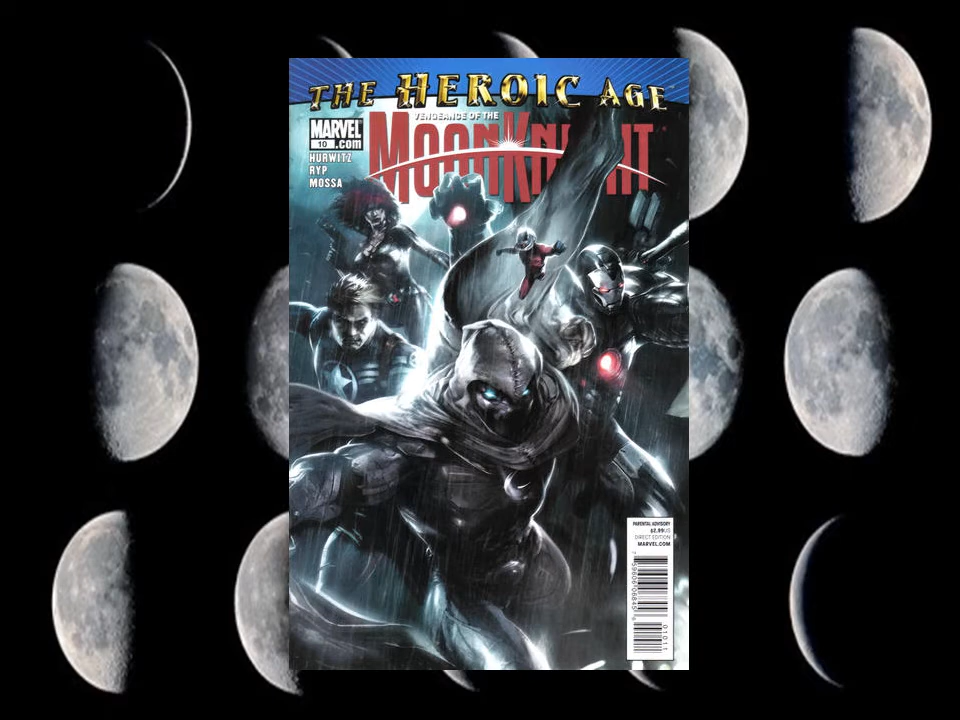 THE HEROIC AGE
VENGEANCE OF THE
MOON KNIGHT
MARVEL
10 .com
HURWITZ
RYP
MOSSA
PARENTAL ADVISORY
$2.99US
DIRECT EDITION
MARVEL.COM
01011